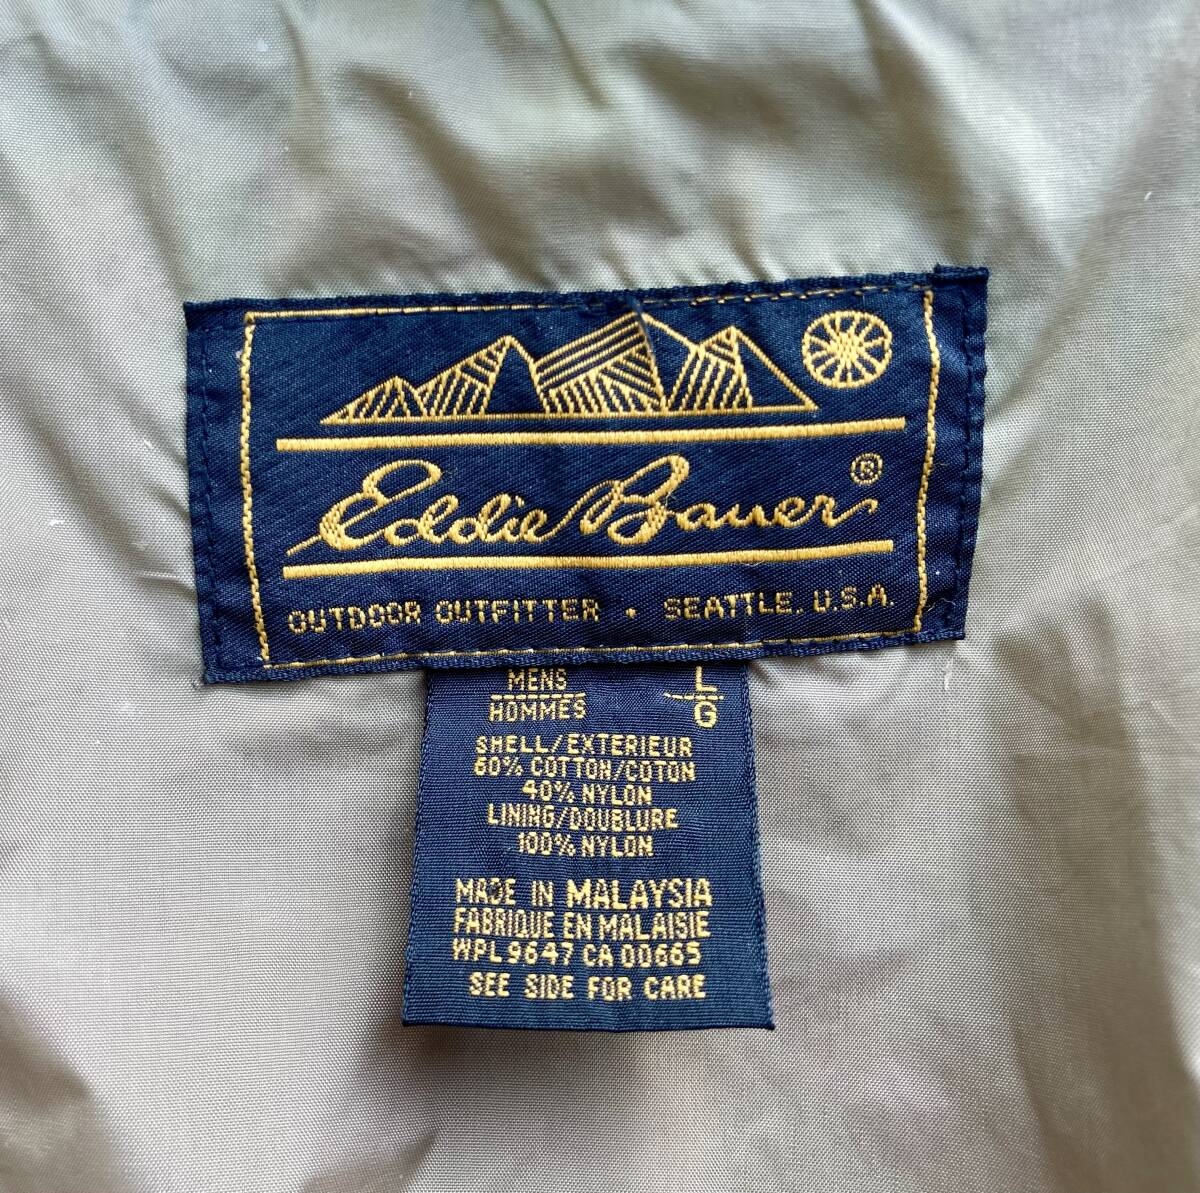 Eddie Bauer®
OUTDOOR OUTFITTER • SEATTLE, U.S.A.
MENS L
HOMMES G
SHELL/EXTERIEUR
60% COTTON/COTON
40% NYLON
LINING/DOUBLURE
100% NYLON
MADE IN MALAYSIA
FABRIQUE EN MALAISIE
WPL 9647 CA 00665
SEE SIDE FOR CARE